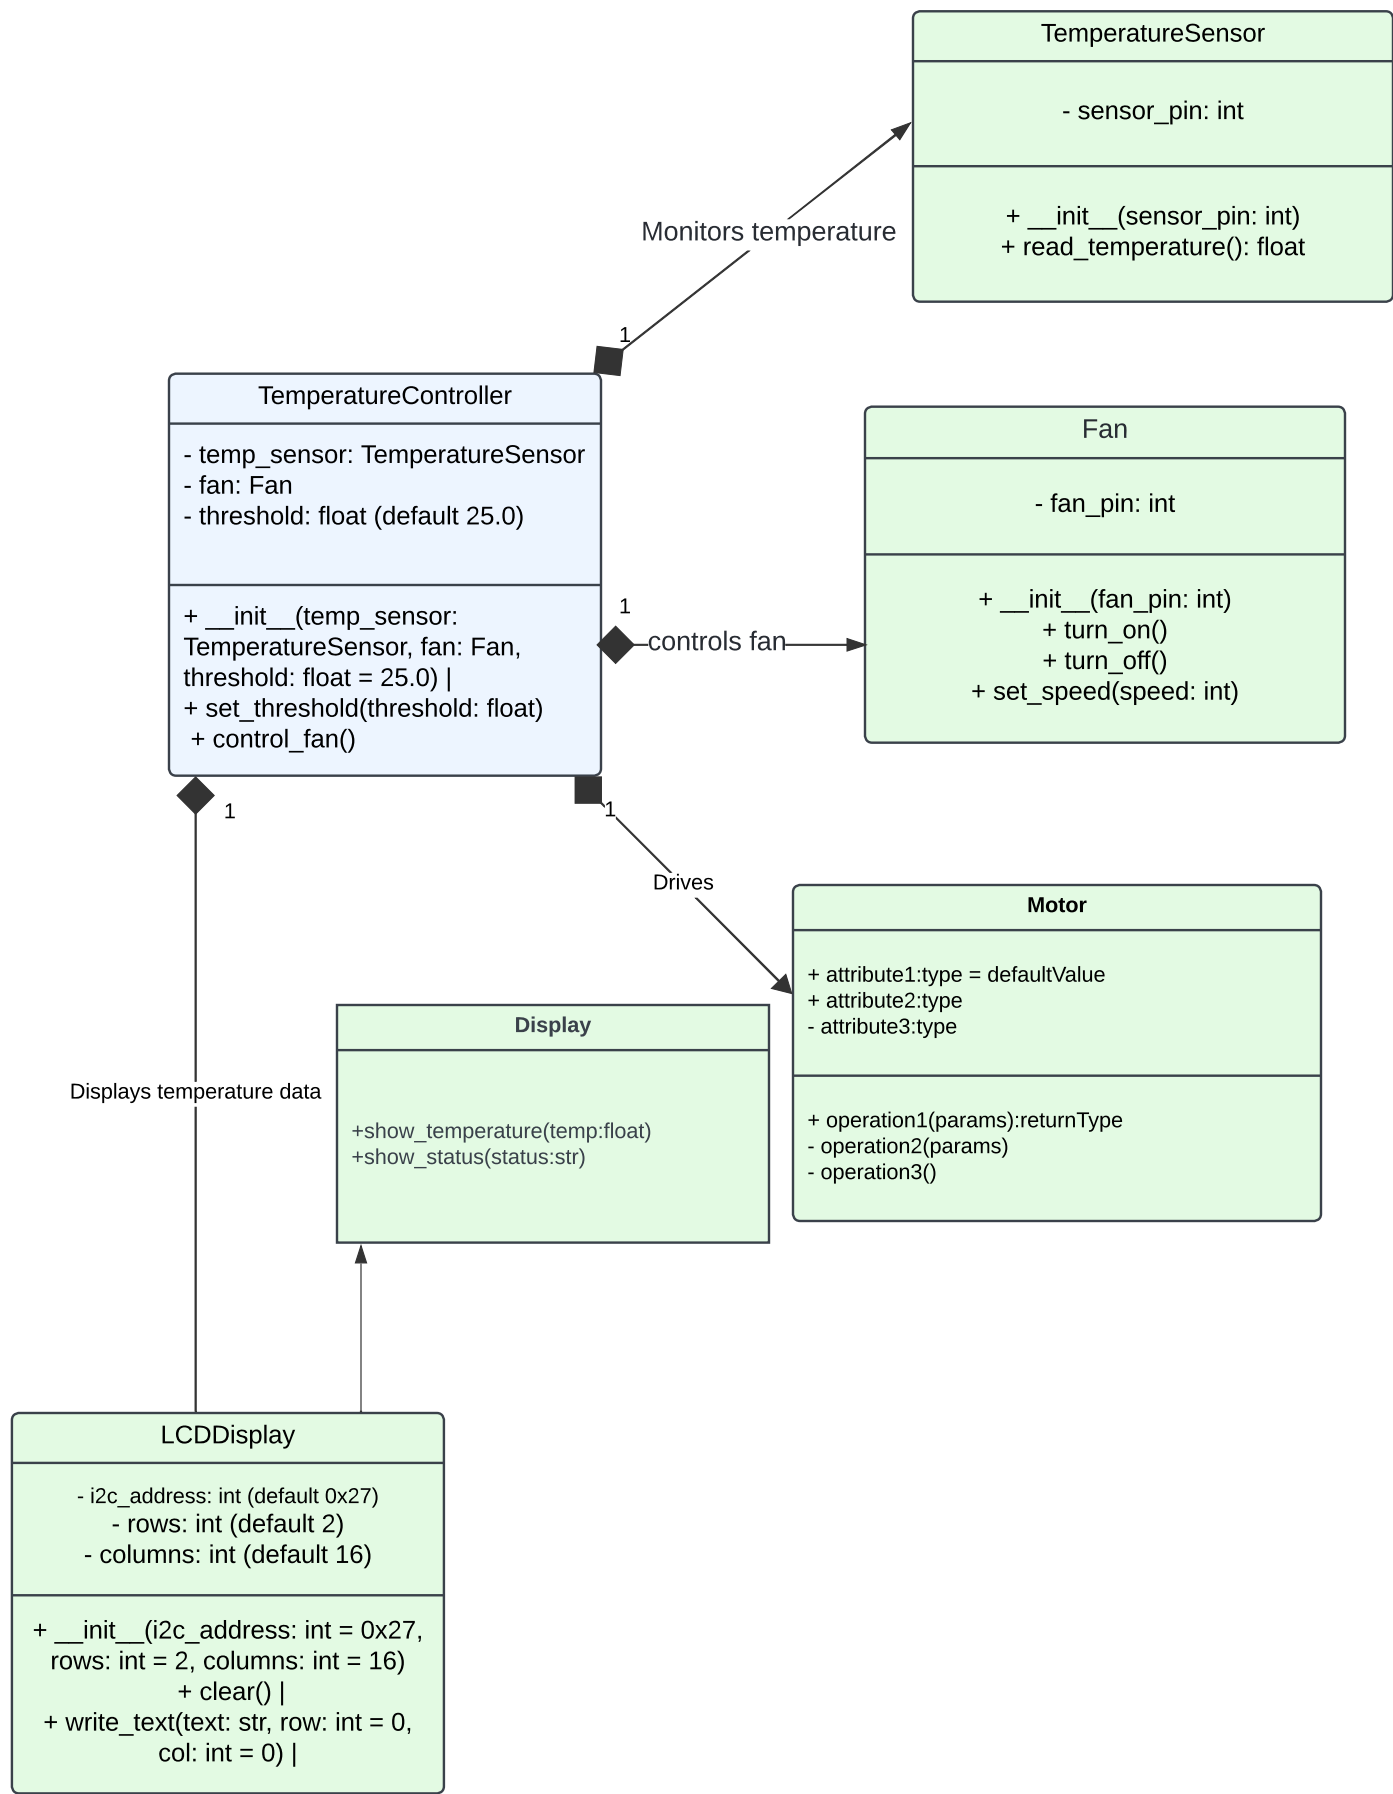 TemperatureSensor
- sensor_pin: int
+ __init__(sensor_pin: int)
+ read_temperature(): float
Monitors temperature
1
TemperatureController
- temp_sensor: TemperatureSensor
- fan: Fan
- threshold: float (default 25.0)
+ __init__(temp_sensor:
TemperatureSensor, fan: Fan,
threshold: float = 25.0) |
+ set_threshold(threshold: float)
+ control_fan()
Fan
- fan_pin: int
+ __init__(fan_pin: int)
+ turn_on()
+ turn_off()
+ set_speed(speed: int)
1
controls fan
1
1
Drives
Motor
+ attribute1:type = defaultValue
+ attribute2:type
- attribute3:type
+ operation1(params):returnType
- operation2(params)
- operation3()
Display
+show_temperature(temp:float)
+show_status(status:str)
Displays temperature data
LCDDisplay
- i2c_address: int (default 0x27)
- rows: int (default 2)
- columns: int (default 16)
+ __init__(i2c_address: int = 0x27,
rows: int = 2, columns: int = 16)
+ clear() |
+ write_text(text: str, row: int = 0,
col: int = 0) |